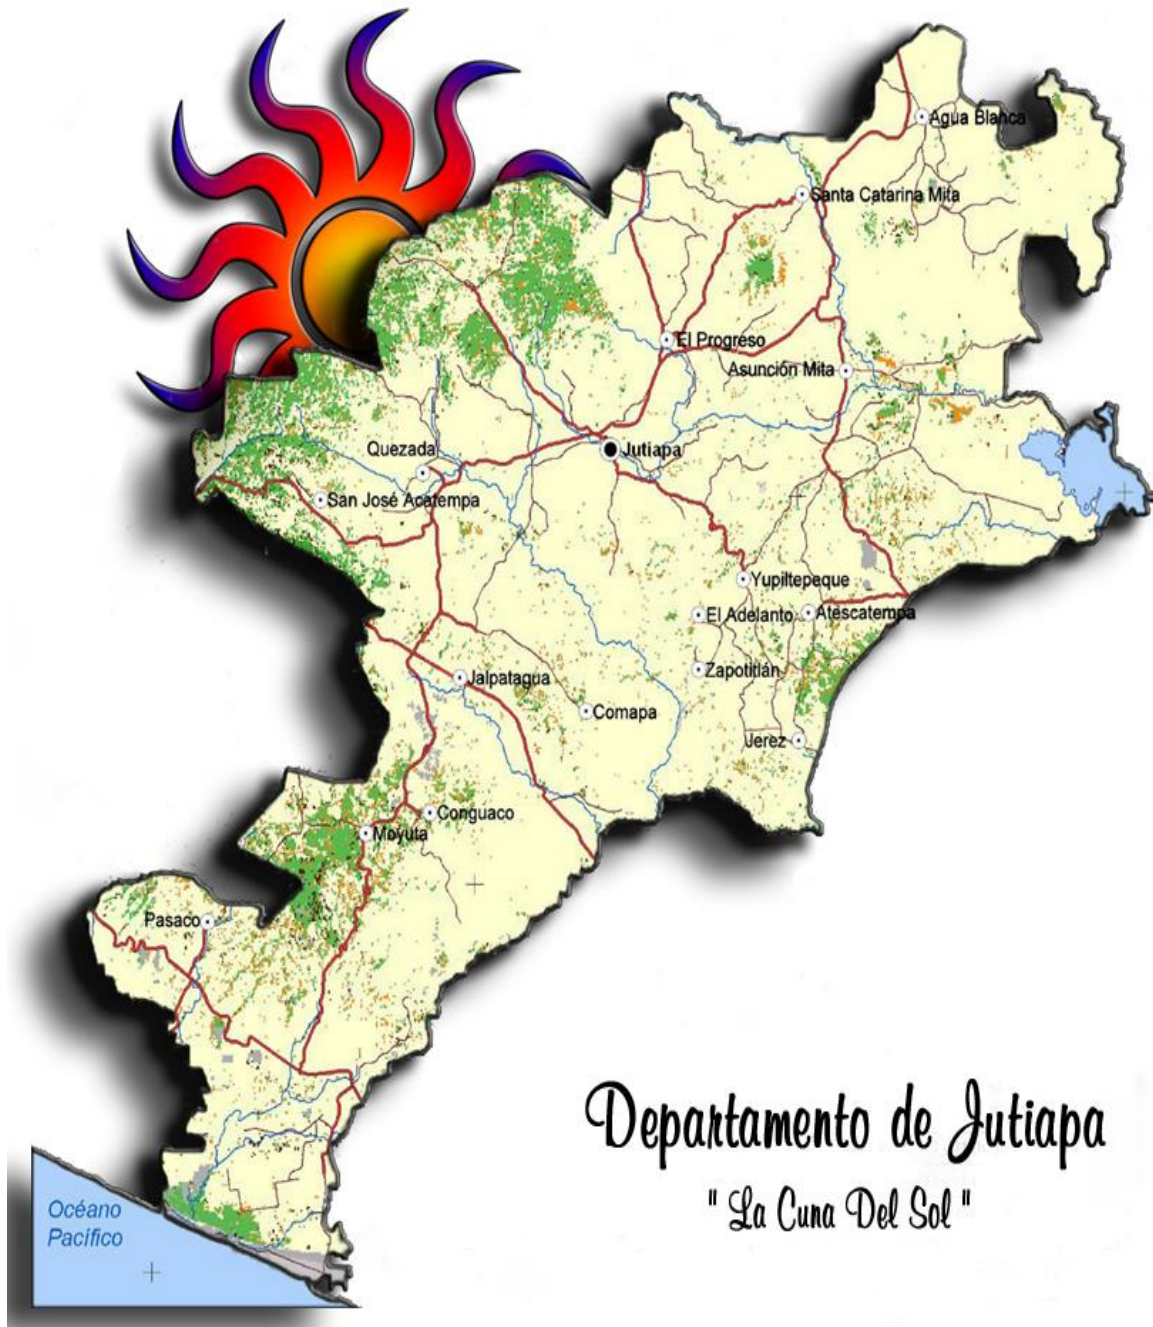 Agua Blanca
Santa Catarina Mita
El Progreso
Asunción Mita
Quezada
Jutiapa
San José Acatempa
Yupiltepeque
El Adelanto
Atescatempa
Zapotitlán
Jalpatagua
Comapa
Jerez
Conguaco
Moyuta
Pasaco
Departamento de Jutiapa
" La Cuna Del Sol "
Océano
Pacífico